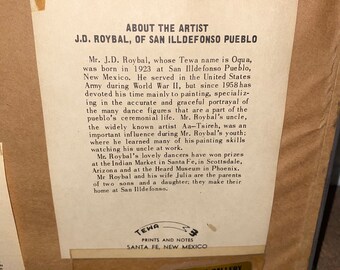 ABOUT THE ARTIST
J.D. ROYBAL, OF SAN ILLDEFONSO PUEBLO
Mr. J.D. Roybal, whose Tewa name is Oqua,
was born in 1923 at San Ildefonso Pueblo,
New Mexico. He served in the United States
Army during World War II, but since 1958 has
devoted his time mainly to painting, specializ-
ing in the accurate and graceful portrayal of
the many dance figures that are a part of the
pueblo's ceremonial life. Mr. Roybal's uncle,
the widely known artist Aa-Tsireh, was an
important influence during Mr. Roybal's youth;
where he learned many of his painting skills
watching his uncle at work.
Mr. Roybal's lovely dancers have won prizes
at the Indian Market in Santa Fe, in Scottsdale,
Arizona and at the Heard Museum in Phoenix.
Mr Roybal and his wife Julia are the parents
of two sons and a daughter; they make their
home at San Ildefonso.
TEWA
PRINTS AND NOTES
SANTA FE, NEW MEXICO
GALLERY